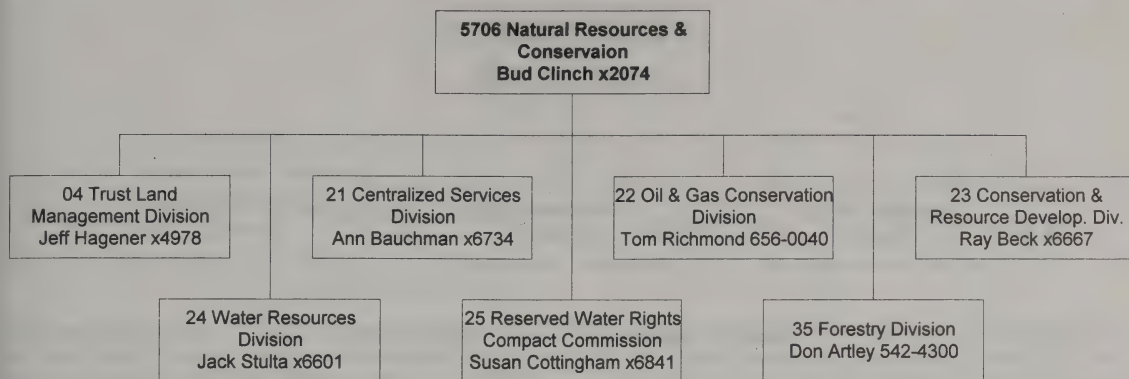 5706 Natural Resources &
Conservaion
Bud Clinch x2074
04 Trust Land
Management Division
Jeff Hagener x4978
21 Centralized Services
Division
Ann Bauchman x6734
22 Oil & Gas Conservation
Division
Tom Richmond 656-0040
23 Conservation &
Resource Develop. Div.
Ray Beck x6667
24 Water Resources
Division
Jack Stulta x6601
25 Reserved Water Rights
Compact Commission
Susan Cottingham x6841
35 Forestry Division
Don Artley 542-4300